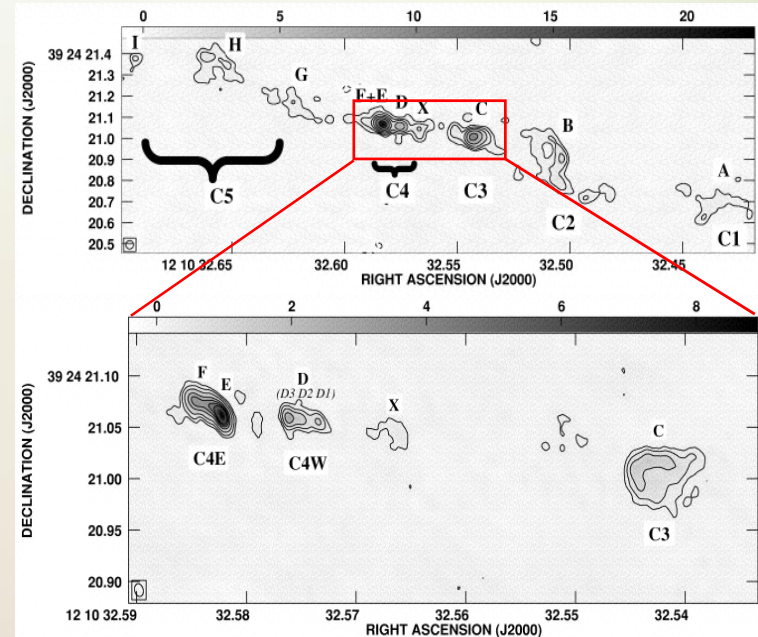 0 5 10 15 20
I H G F+E D X C B A
39 24 21.4
21.3
21.2
21.1
21.0
20.9
20.8
20.7
20.6
20.5
DECLINATION (J2000)
C5 C4 C3 C2 C1
12 10 32.65 32.60 32.55 32.50 32.45
RIGHT ASCENSION (J2000)
0 2 4 6 8
39 24 21.10
21.05
21.00
20.95
20.90
DECLINATION (J2000)
F E D X C
(D3 D2 D1)
C4E C4W C3
12 10 32.59 32.58 32.57 32.56 32.55 32.54
RIGHT ASCENSION (J2000)